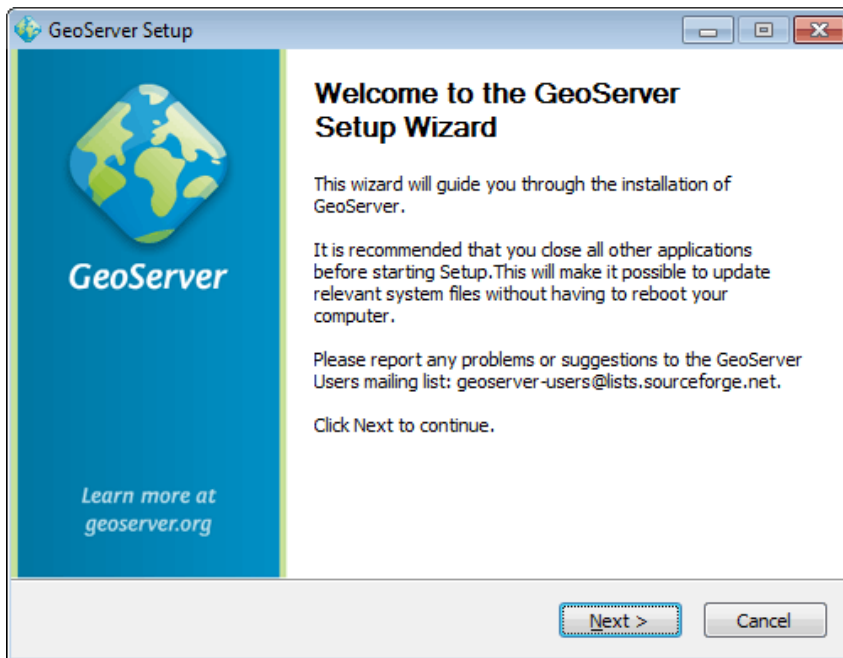 GeoServer Setup
Welcome to the GeoServer
Setup Wizard
This wizard will guide you through the installation of
GeoServer.
It is recommended that you close all other applications
before starting Setup.This will make it possible to update
relevant system files without having to reboot your
computer.
Please report any problems or suggestions to the GeoServer
Users mailing list: geoserver-users@lists.sourceforge.net.
Click Next to continue.
GeoServer
Learn more at
geoserver.org
Next >
Cancel